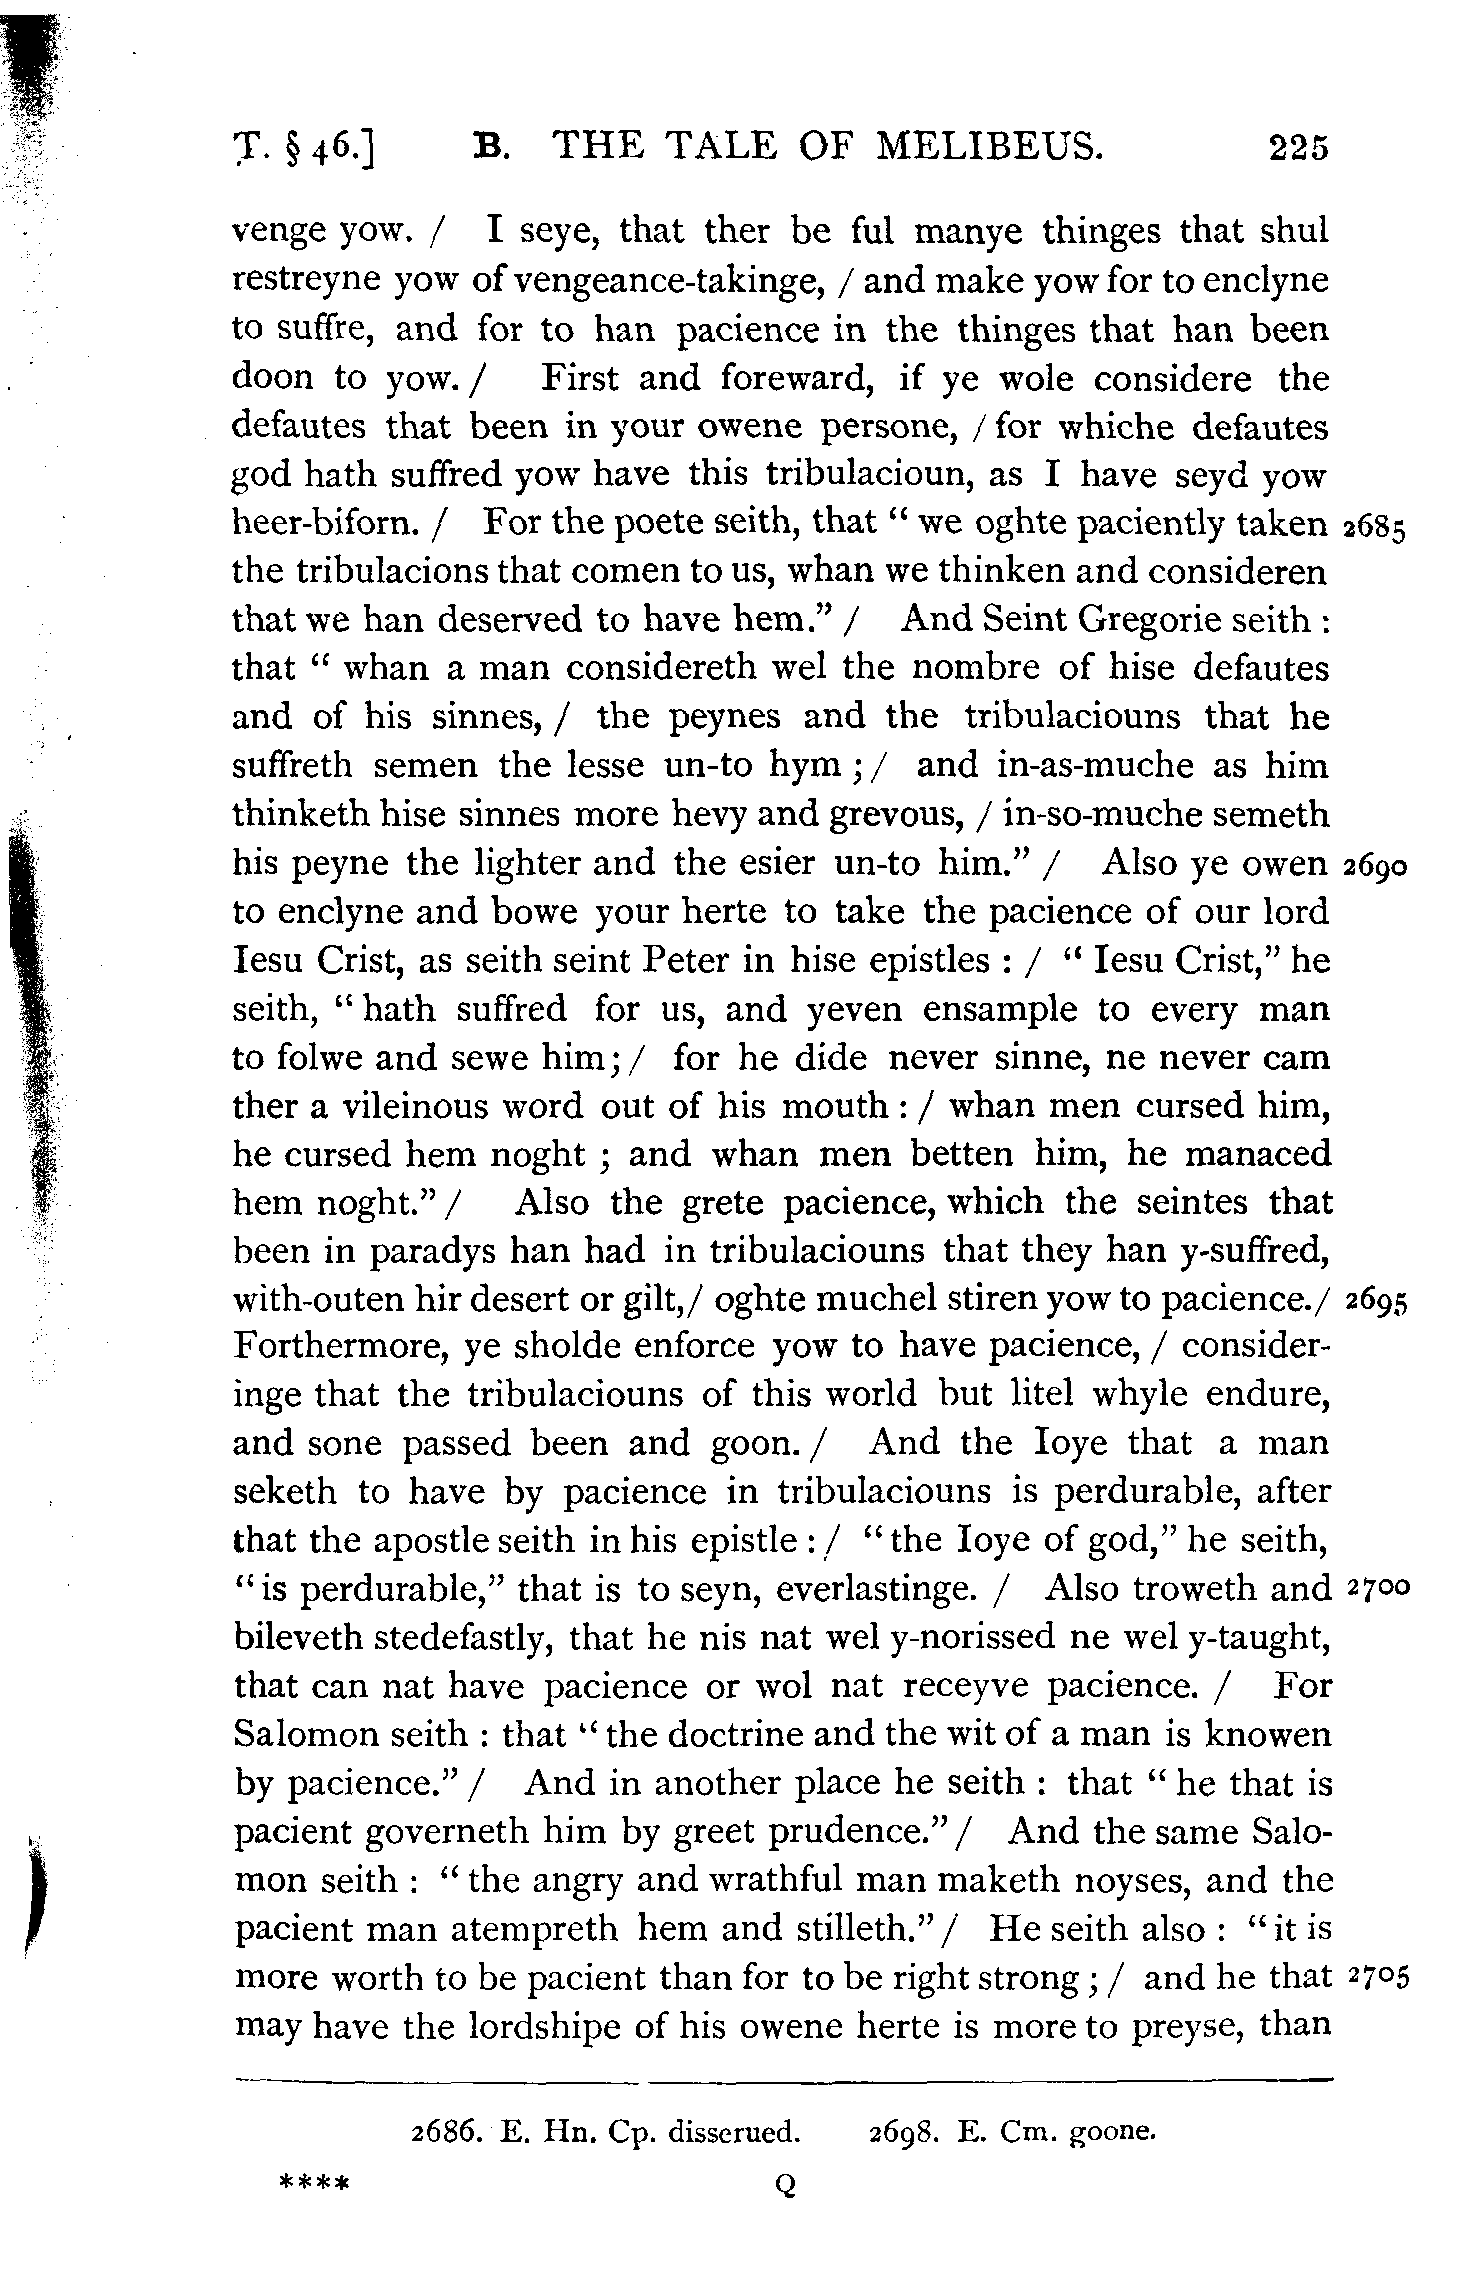 T. § 46.] B. THE TALE OF MELIBEUS. 225
venge yow. / I seye, that ther be ful manye thinges that shul
restreyne yow of vengeance-takinge, / and make yow for to enclyne
to suffre, and for to han pacience in the thinges that han been
doon to yow. / First and foreward, if ye wole considere the
defautes that been in your owene persone, / for whiche defautes
god hath suffred yow have this tribulacioun, as I have seyd yow
heer-biforn. / For the poete seith, that “ we oghte paciently taken 2685
the tribulacions that comen to us, whan we thinken and consideren
that we han deserved to have hem.” / And Seint Gregorie seith :
that “ whan a man considereth wel the nombre of hise defautes
and of his sinnes, / the peynes and the tribulaciouns that he
suffreth semen the lesse un-to hym ; / and in-as-muche as him
thinketh hise sinnes more hevy and grevous, / in-so-muche semeth
his peyne the lighter and the esier un-to him.” / Also ye owen 2690
to enclyne and bowe your herte to take the pacience of our lord
Iesu Crist, as seith seint Peter in hise epistles : / “ Iesu Crist,” he
seith, “ hath suffred for us, and yeven ensample to every man
to folwe and sewe him; / for he dide never sinne, ne never cam
ther a vileinous word out of his mouth : / whan men cursed him,
he cursed hem noght ; and whan men betten him, he manaced
hem noght.” / Also the grete pacience, which the seintes that
been in paradys han had in tribulaciouns that they han y-suffred,
with-outen hir desert or gilt, / oghte muchel stiren yow to pacience. / 2695
Forthermore, ye sholde enforce yow to have pacience, / consider-
inge that the tribulaciouns of this world but litel whyle endure,
and sone passed been and goon. / And the Ioye that a man
seketh to have by pacience in tribulaciouns is perdurable, after
that the apostle seith in his epistle : / “ the Ioye of god,” he seith,
“ is perdurable,” that is to seyn, everlastinge. / Also troweth and 2700
bileveth stedefastly, that he nis nat wel y-norissed ne wel y-taught,
that can nat have pacience or wol nat receyve pacience. / For
Salomon seith : that “ the doctrine and the wit of a man is knowen
by pacience.” / And in another place he seith : that “ he that is
pacient governeth him by greet prudence.” / And the same Salo-
mon seith : “ the angry and wrathful man maketh noyses, and the
pacient man atempreth hem and stilleth.” / He seith also : “ it is
more worth to be pacient than for to be right strong ; / and he that 2705
may have the lordshipe of his owene herte is more to preyse, than
2686. E. Hn. Cp. disserued. 2698. E. Cm. goone.
**** Q